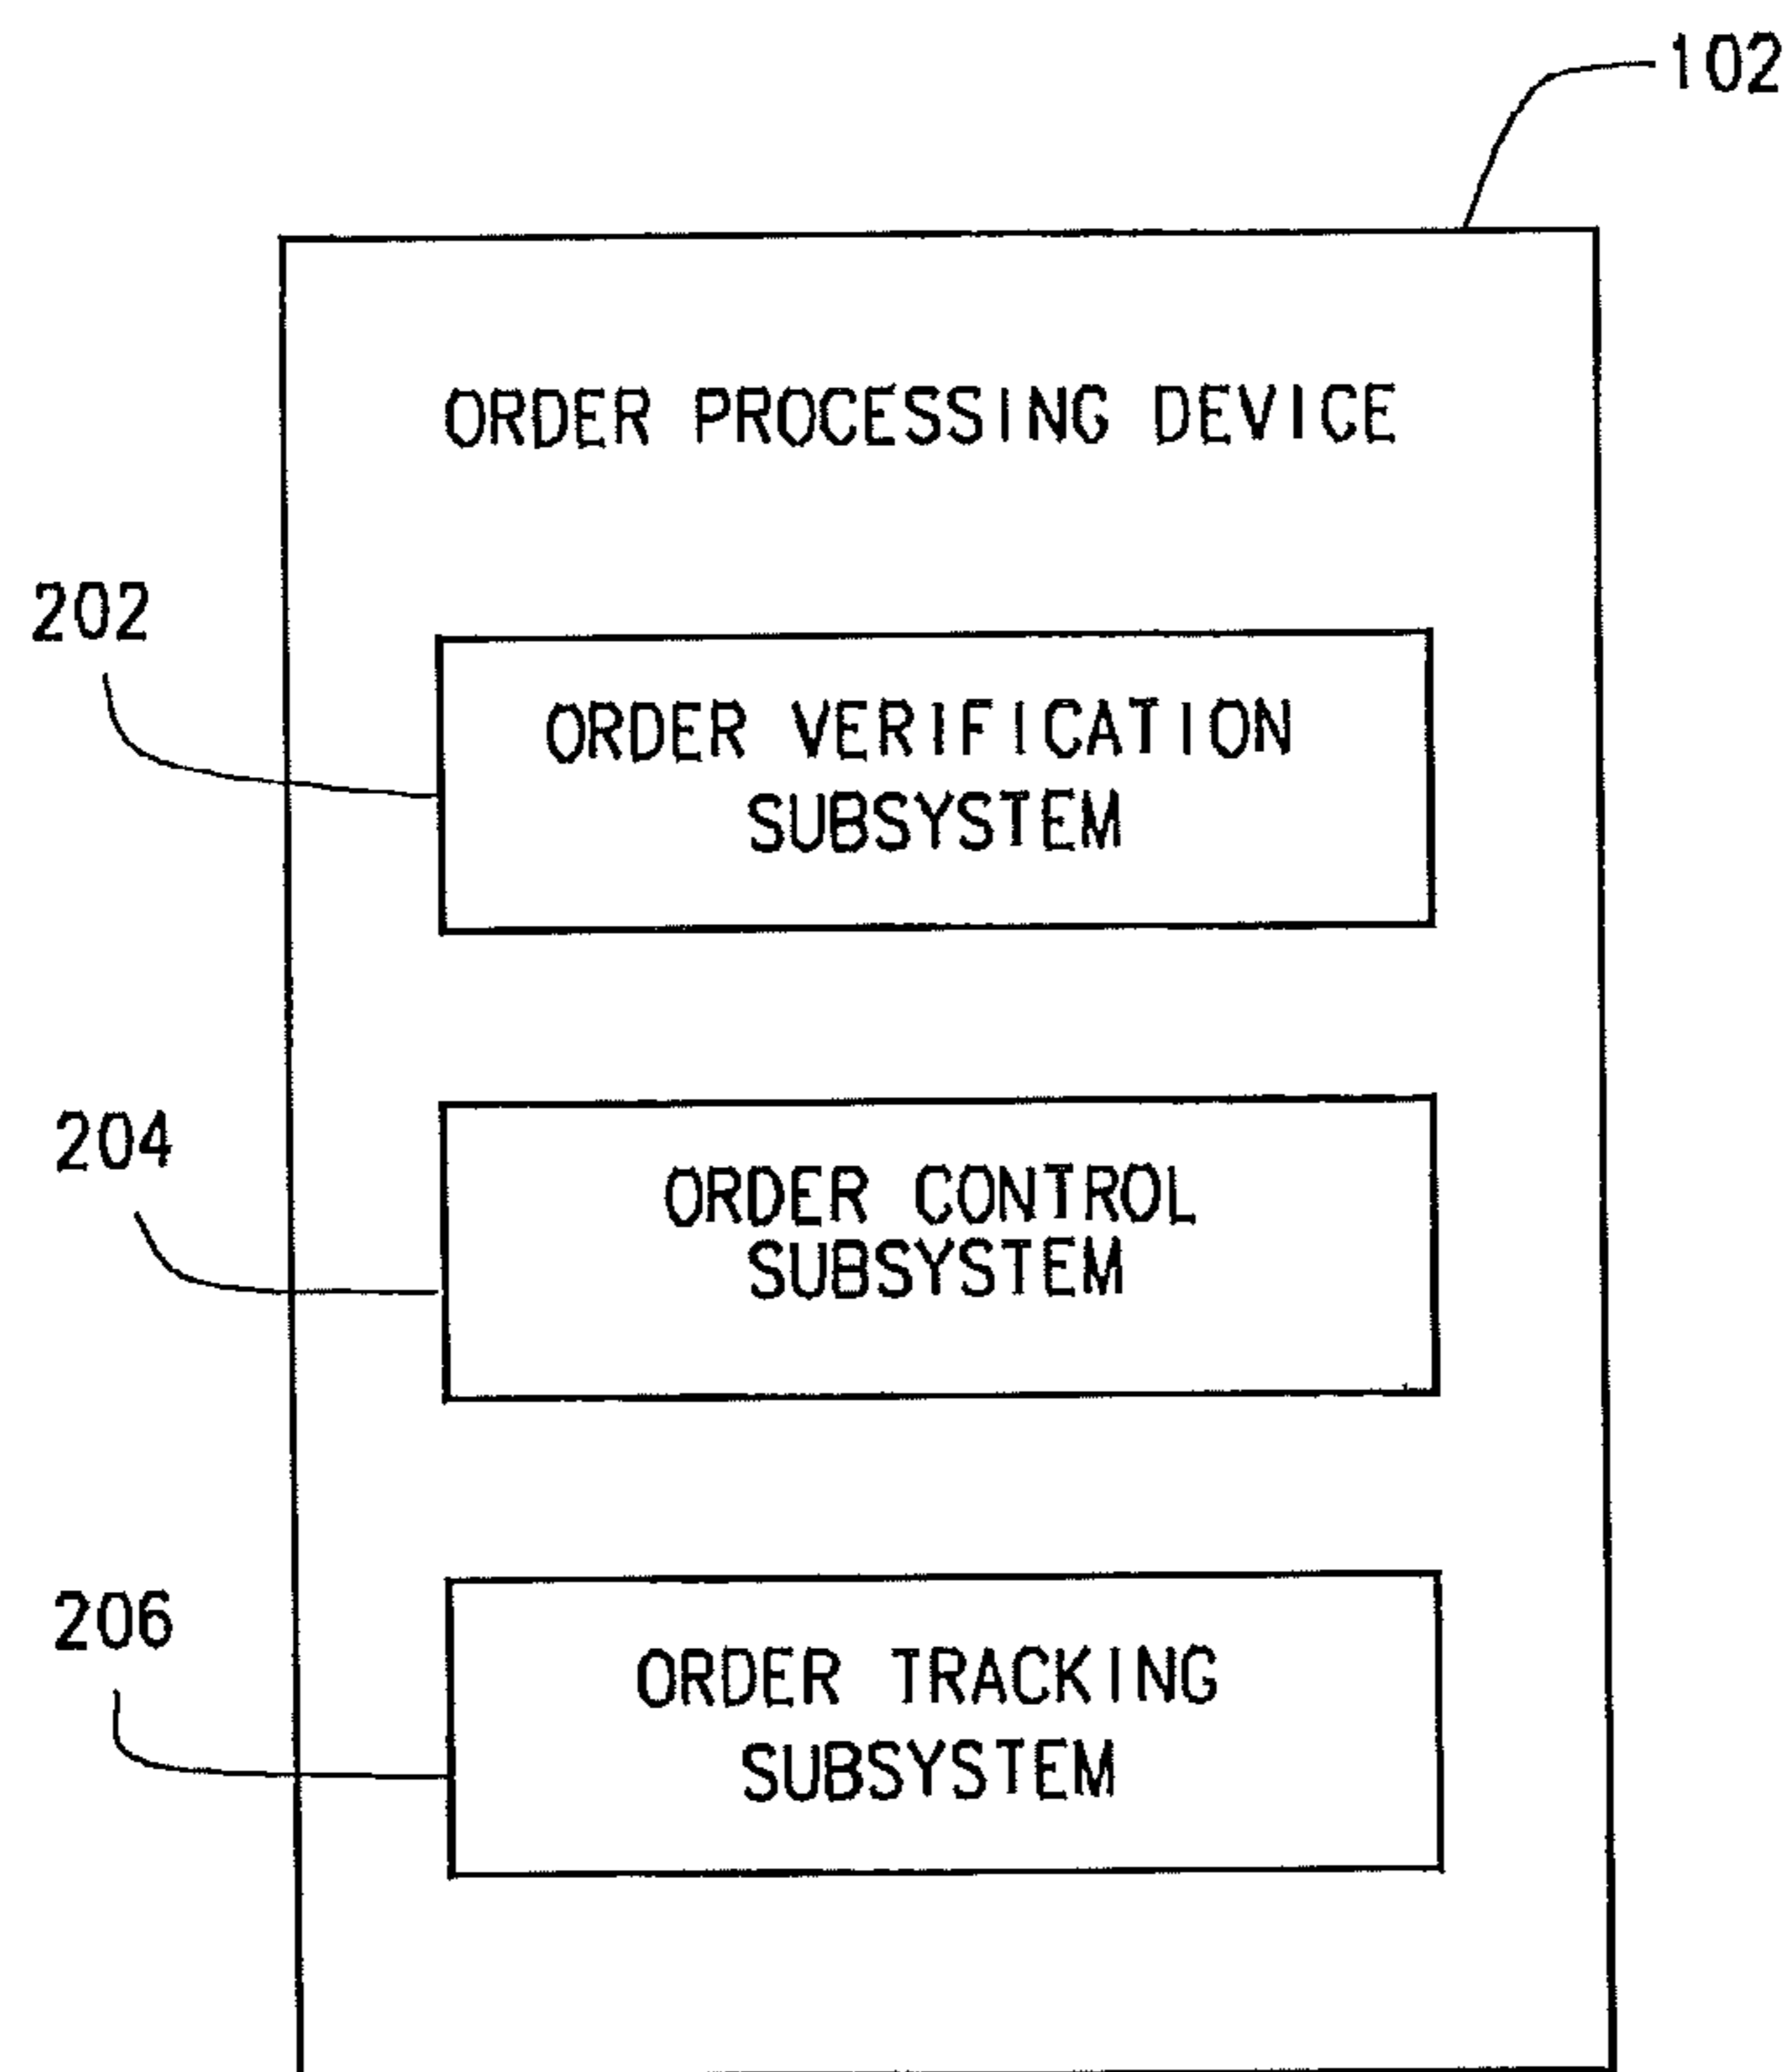 102
ORDER PROCESSING DEVICE
202
ORDER VERIFICATION
SUBSYSTEM
204
ORDER CONTROL
SUBSYSTEM
206
ORDER TRACKING
SUBSYSTEM